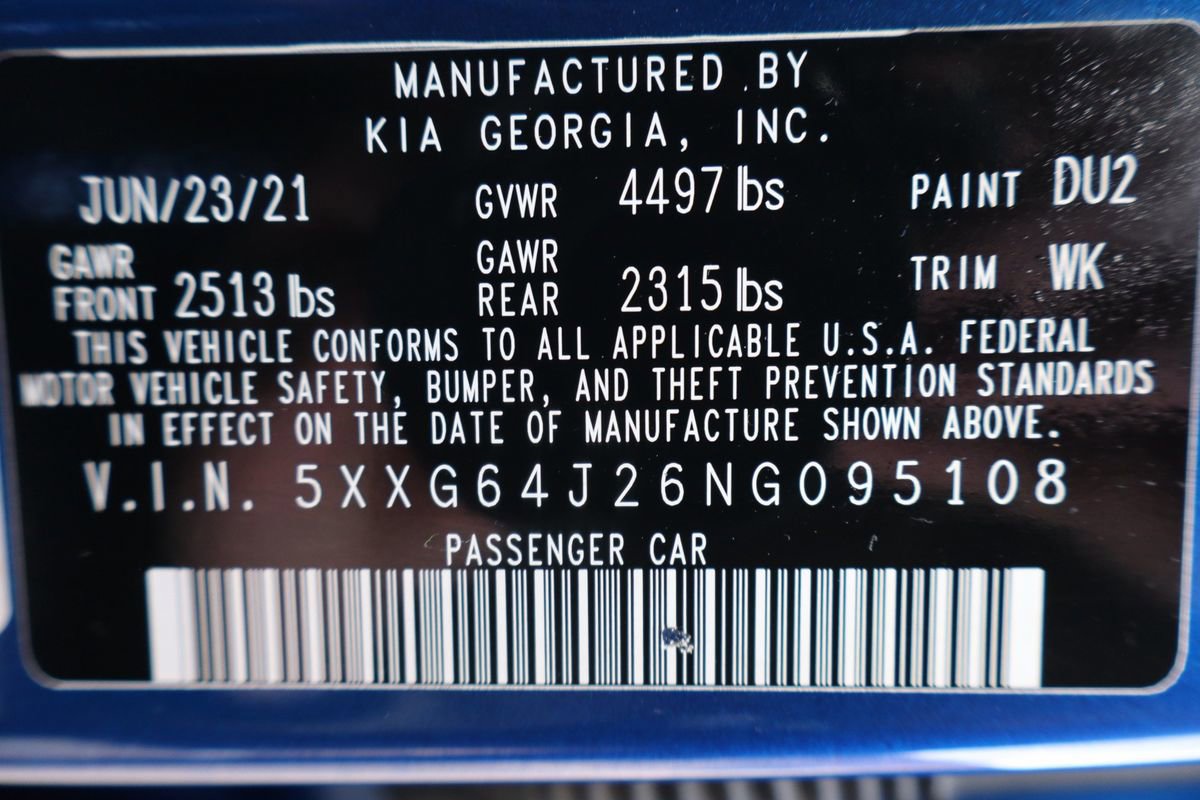 MANUFACTURED BY
KIA GEORGIA, INC.
JUN/23/21 GVWR 4497 lbs PAINT DU2
GAWR FRONT 2513 lbs GAWR REAR 2315 lbs TRIM WK
THIS VEHICLE CONFORMS TO ALL APPLICABLE U.S.A. FEDERAL
MOTOR VEHICLE SAFETY, BUMPER, AND THEFT PREVENTION STANDARDS
IN EFFECT ON THE DATE OF MANUFACTURE SHOWN ABOVE.
V.I.N. 5XXG64J26NG095108
PASSENGER CAR